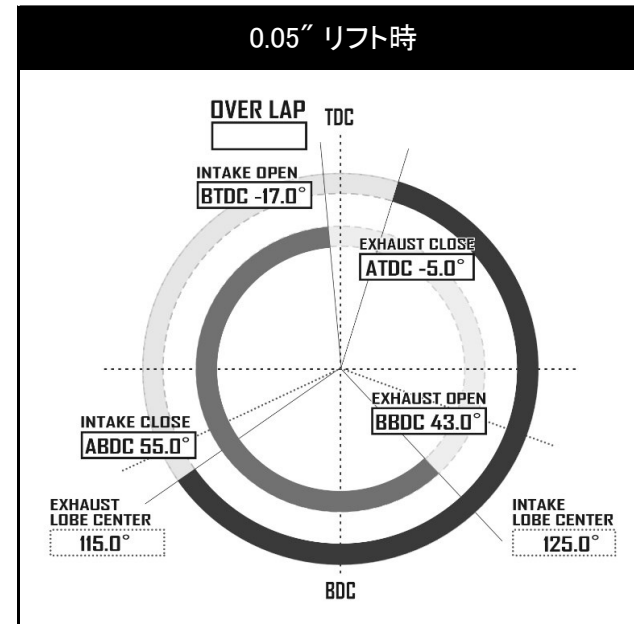 0.05″ リフト時
OVER LAP
TDC
INTAKE OPEN
BTDC -17.0°
EXHAUST CLOSE
ATDC -5.0°
EXHAUST OPEN
BBDC 43.0°
INTAKE CLOSE
ABDC 55.0°
EXHAUST
LOBE CENTER
115.0°
INTAKE
LOBE CENTER
125.0°
BDC